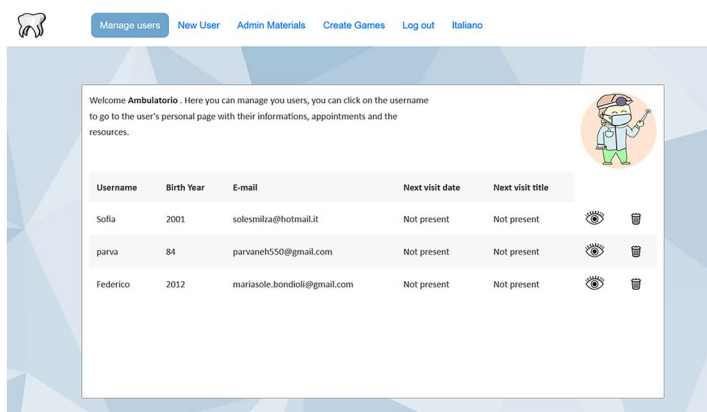 Manage users New User Admin Materials Create Games Log out Italiano
Welcome Ambulatorio . Here you can manage you users, you can click on the username
to go to the user's personal page with their informations, appointments and the
resources.
Username Birth Year E-mail Next visit date Next visit title
Sofia 2001 solesmilza@hotmail.it Not present Not present
parva 84 parvaneh550@gmail.com Not present Not present
Federico 2012 mariasole.bondioli@gmail.com Not present Not present